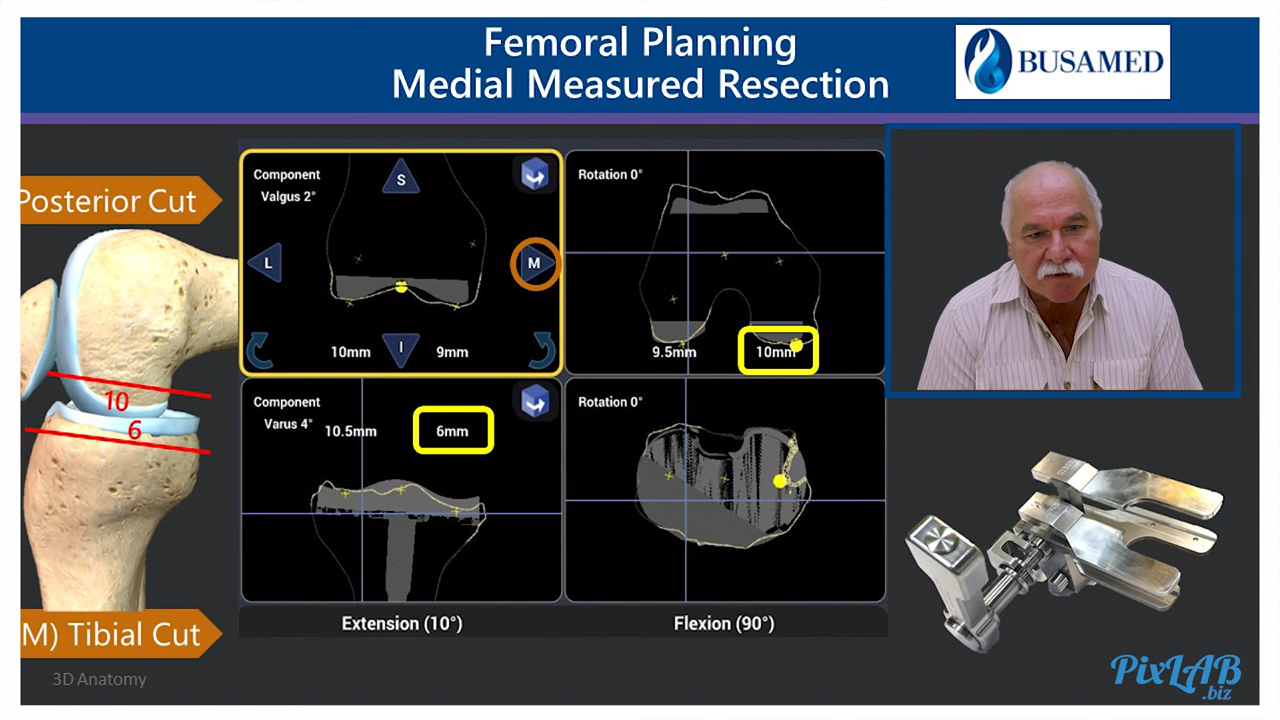 Femoral Planning
Medial Measured Resection
BUSAMED
Posterior Cut
10
6
M) Tibial Cut
3D Anatomy
Component
Valgus 2°
S
L
M
I
10mm
9mm
Rotation 0°
9.5mm
10mm
Component
Varus 4°
10.5mm
6mm
Rotation 0°
Extension (10°)
Flexion (90°)
PixLAB
.biz